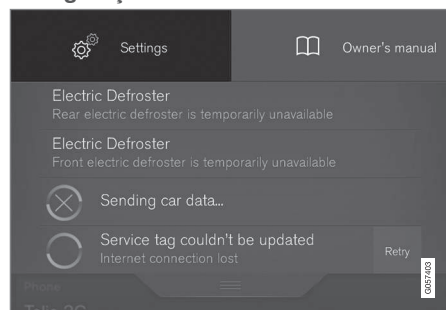 Settings
Owner's manual
Electric Defroster
Rear electric defroster is temporarily unavailable
Electric Defroster
Front electric defroster is temporarily unavailable
Sending car data...
Service tag couldn't be updated
Internet connection lost
Retry
Phone
G057403